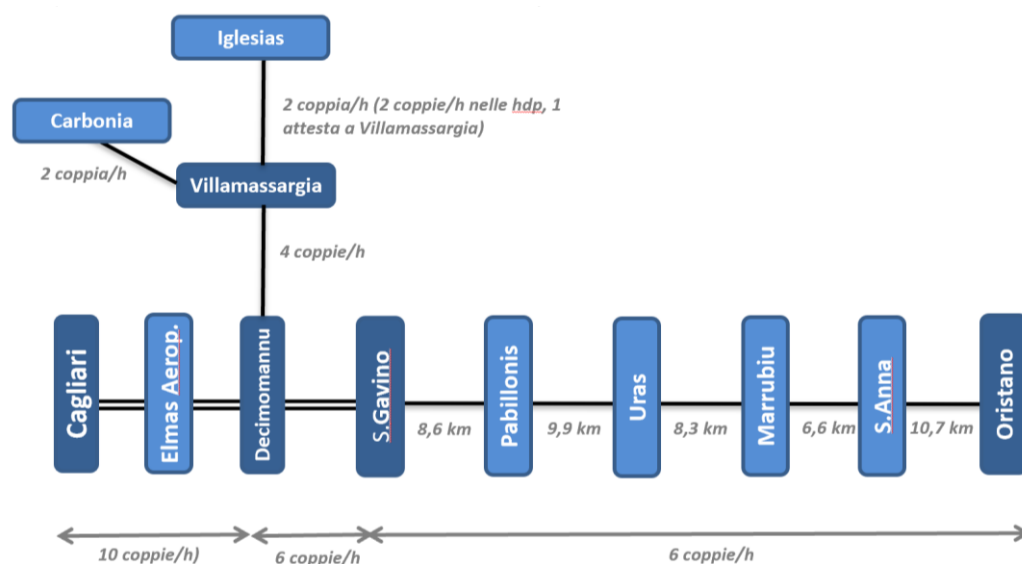 Iglesias
2 coppia/h (2 coppie/h nelle hdp, 1
attesta a Villamassargia)
Carbonia
2 coppia/h
Villamassargia
4 coppie/h
Cagliari
Elmas Aerop.
Decimomannu
S.Gavino
Pabillonis
Uras
Marrubiu
S.Anna
Oristano
8,6 km
9,9 km
8,3 km
6,6 km
10,7 km
10 coppie/h)
6 coppie/h
6 coppie/h